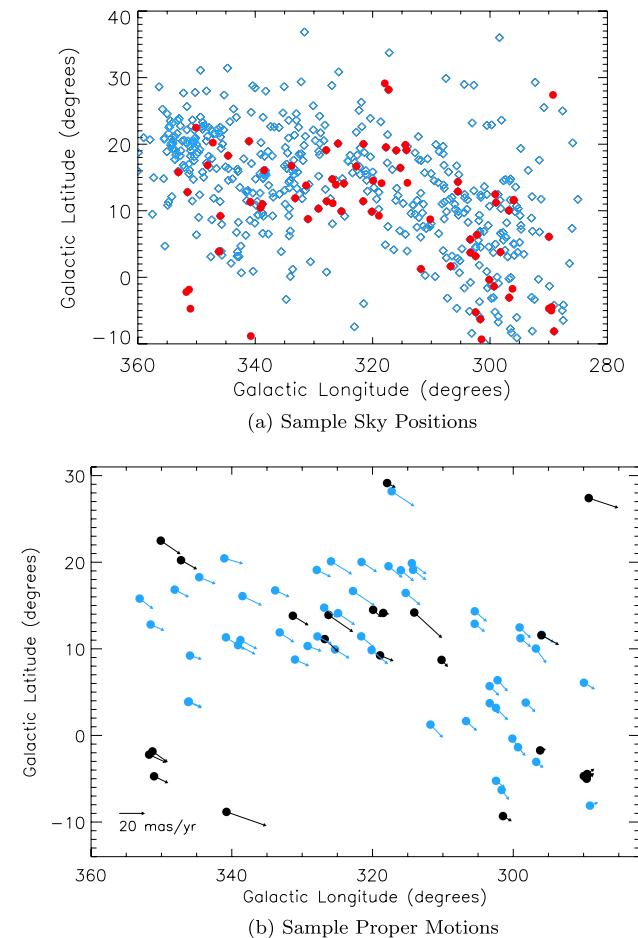 40
30
20
10
0
−10
Galactic Latitude (degrees)
360 340 320 300 280
Galactic Longitude (degrees)
(a) Sample Sky Positions
30
20
10
0
−10
Galactic Latitude (degrees)
20 mas/yr
360 340 320 300
Galactic Longitude (degrees)
(b) Sample Proper Motions